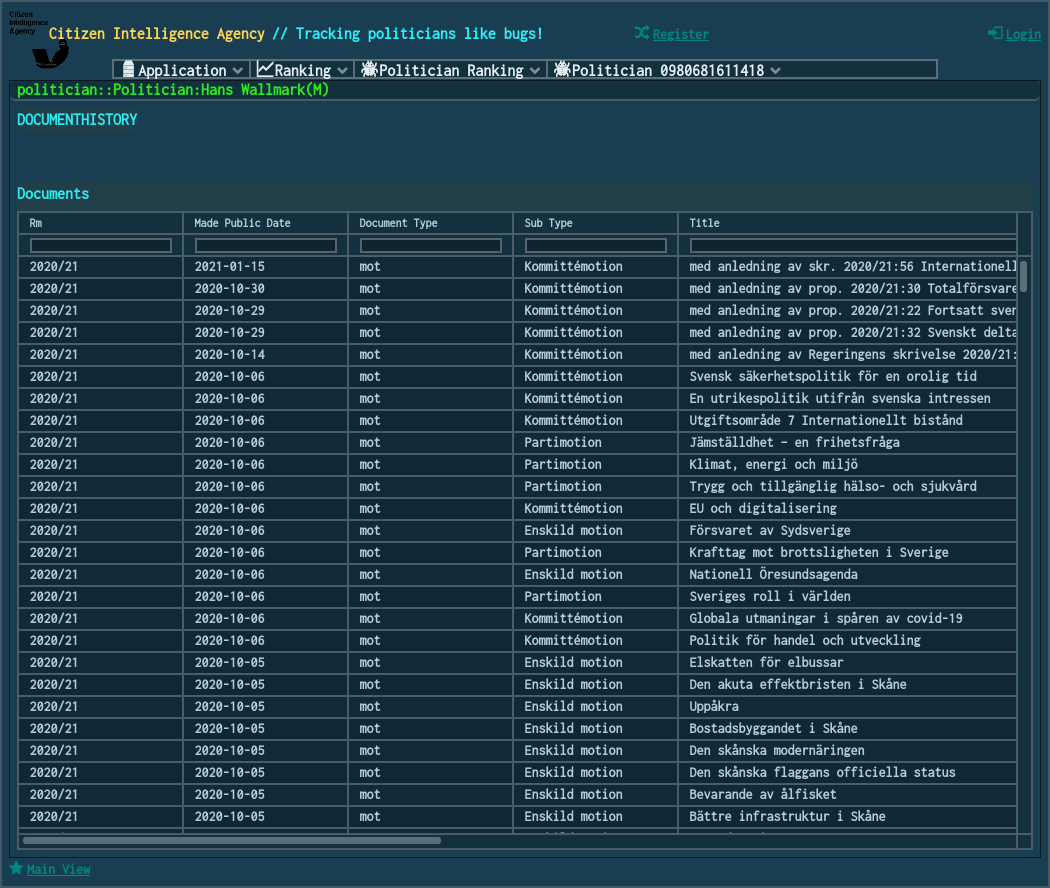 Citizen
Intelligence
Agency
Citizen Intelligence Agency // Tracking politicians like bugs!
Register
Login
Application
Ranking
Politician Ranking
Politician 0980681611418
politician::Politician:Hans Wallmark(M)
DOCUMENTHISTORY
Documents
Rm Made Public Date Document Type Sub Type Title
2020/21 2021-01-15 mot Kommittémotion med anledning av skr. 2020/21:56 Internationell
2020/21 2020-10-30 mot Kommittémotion med anledning av prop. 2020/21:30 Totalförsvare
2020/21 2020-10-29 mot Kommittémotion med anledning av prop. 2020/21:22 Fortsatt sven
2020/21 2020-10-29 mot Kommittémotion med anledning av prop. 2020/21:32 Svenskt delta
2020/21 2020-10-14 mot Kommittémotion med anledning av Regeringens skrivelse 2020/21:
2020/21 2020-10-06 mot Kommittémotion Svensk säkerhetspolitik för en orolig tid
2020/21 2020-10-06 mot Kommittémotion En utrikespolitik utifrån svenska intressen
2020/21 2020-10-06 mot Kommittémotion Utgiftsområde 7 Internationellt bistånd
2020/21 2020-10-06 mot Partimotion Jämställdhet – en frihetsfråga
2020/21 2020-10-06 mot Partimotion Klimat, energi och miljö
2020/21 2020-10-06 mot Partimotion Trygg och tillgänglig hälso- och sjukvård
2020/21 2020-10-06 mot Kommittémotion EU och digitalisering
2020/21 2020-10-06 mot Enskild motion Försvaret av Sydsverige
2020/21 2020-10-06 mot Partimotion Krafttag mot brottsligheten i Sverige
2020/21 2020-10-06 mot Enskild motion Nationell Öresundsagenda
2020/21 2020-10-06 mot Partimotion Sveriges roll i världen
2020/21 2020-10-06 mot Kommittémotion Globala utmaningar i spåren av covid-19
2020/21 2020-10-06 mot Kommittémotion Politik för handel och utveckling
2020/21 2020-10-05 mot Enskild motion Elskatten för elbussar
2020/21 2020-10-05 mot Enskild motion Den akuta effektbristen i Skåne
2020/21 2020-10-05 mot Enskild motion Uppåkra
2020/21 2020-10-05 mot Enskild motion Bostadsbyggandet i Skåne
2020/21 2020-10-05 mot Enskild motion Den skånska modernäringen
2020/21 2020-10-05 mot Enskild motion Den skånska flaggans officiella status
2020/21 2020-10-05 mot Enskild motion Bevarande av ålfisket
2020/21 2020-10-05 mot Enskild motion Bättre infrastruktur i Skåne
Main View